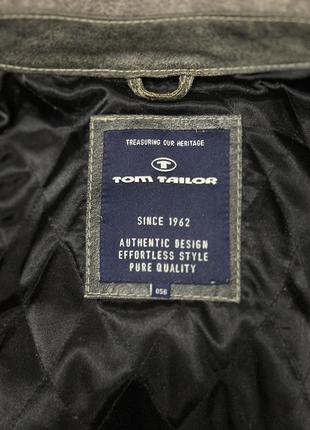 TREASURING OUR HERITAGE
T
TOM TAILOR
SINCE 1962
AUTHENTIC DESIGN
EFFORTLESS STYLE
PURE QUALITY
056